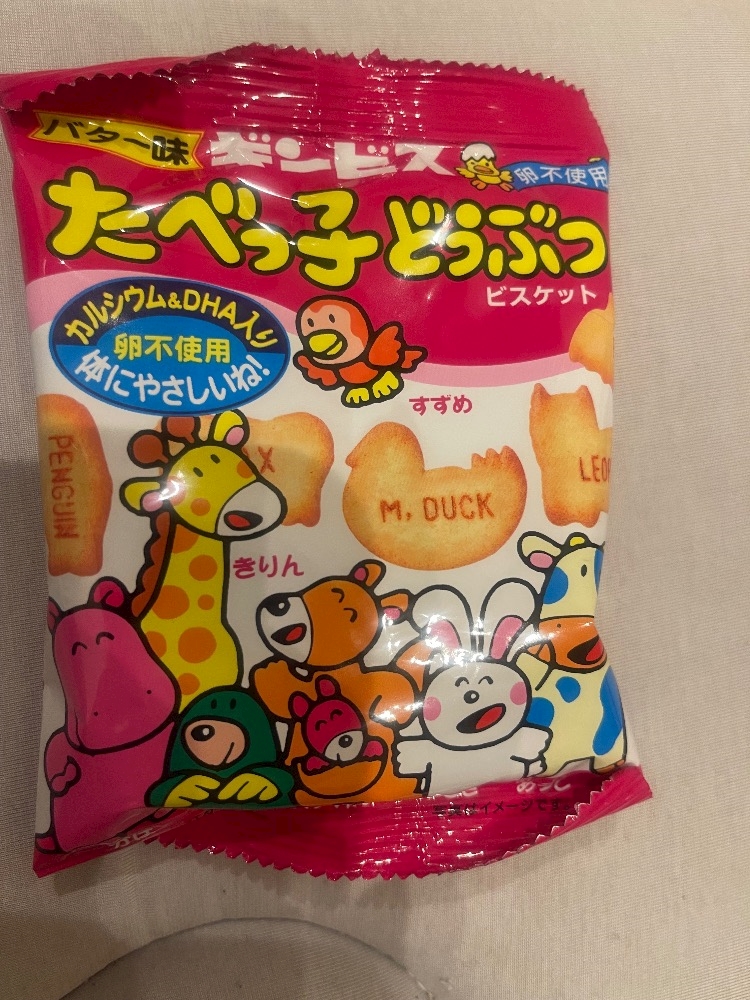 バター味
ギンビス
卵不使用
たべっ子どうぶつ
ビスケット
カルシウム&DHA入り
卵不使用
体にやさしいね!
すずめ
PENGUIN
X
M. DUCK
LEO
きりん